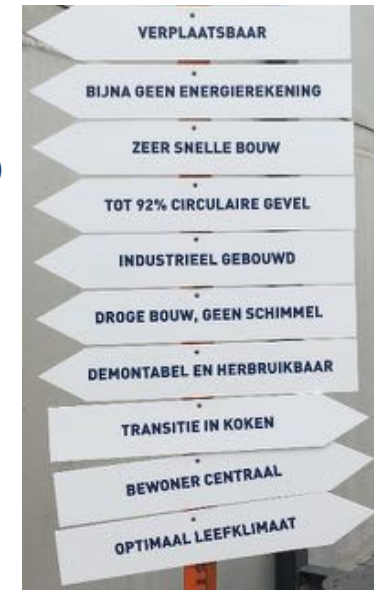 VERPLAATSBAAR
BIJNA GEEN ENERGIEREKENING
ZEER SNELLE BOUW
TOT 92% CIRCULAIRE GEVEL
INDUSTRIEEL GEBOUWD
DROGE BOUW, GEEN SCHIMMEL
DEMONTABEL EN HERBRUIKBAAR
TRANSITIE IN KOKEN
BEWONER CENTRAAL
OPTIMAAL LEEFKLIMAAT